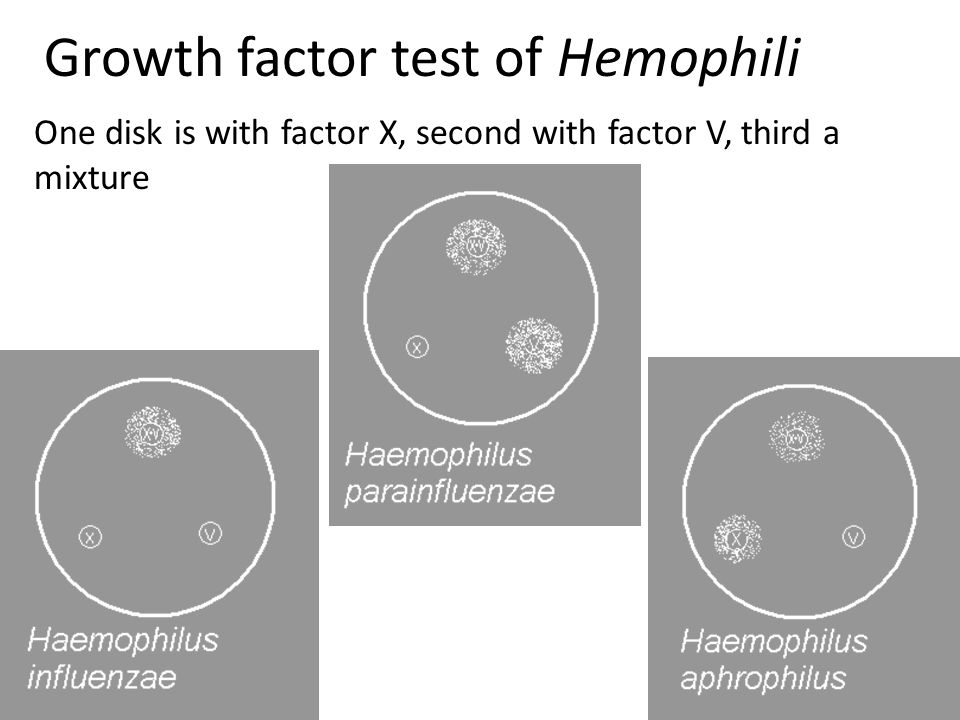 Growth factor test of Hemophili
One disk is with factor X, second with factor V, third a
mixture
X+V
X
V
Haemophilus
parainfluenzae
X+V
X
V
Haemophilus
influenzae
X+V
X
V
Haemophilus
aphrophilus